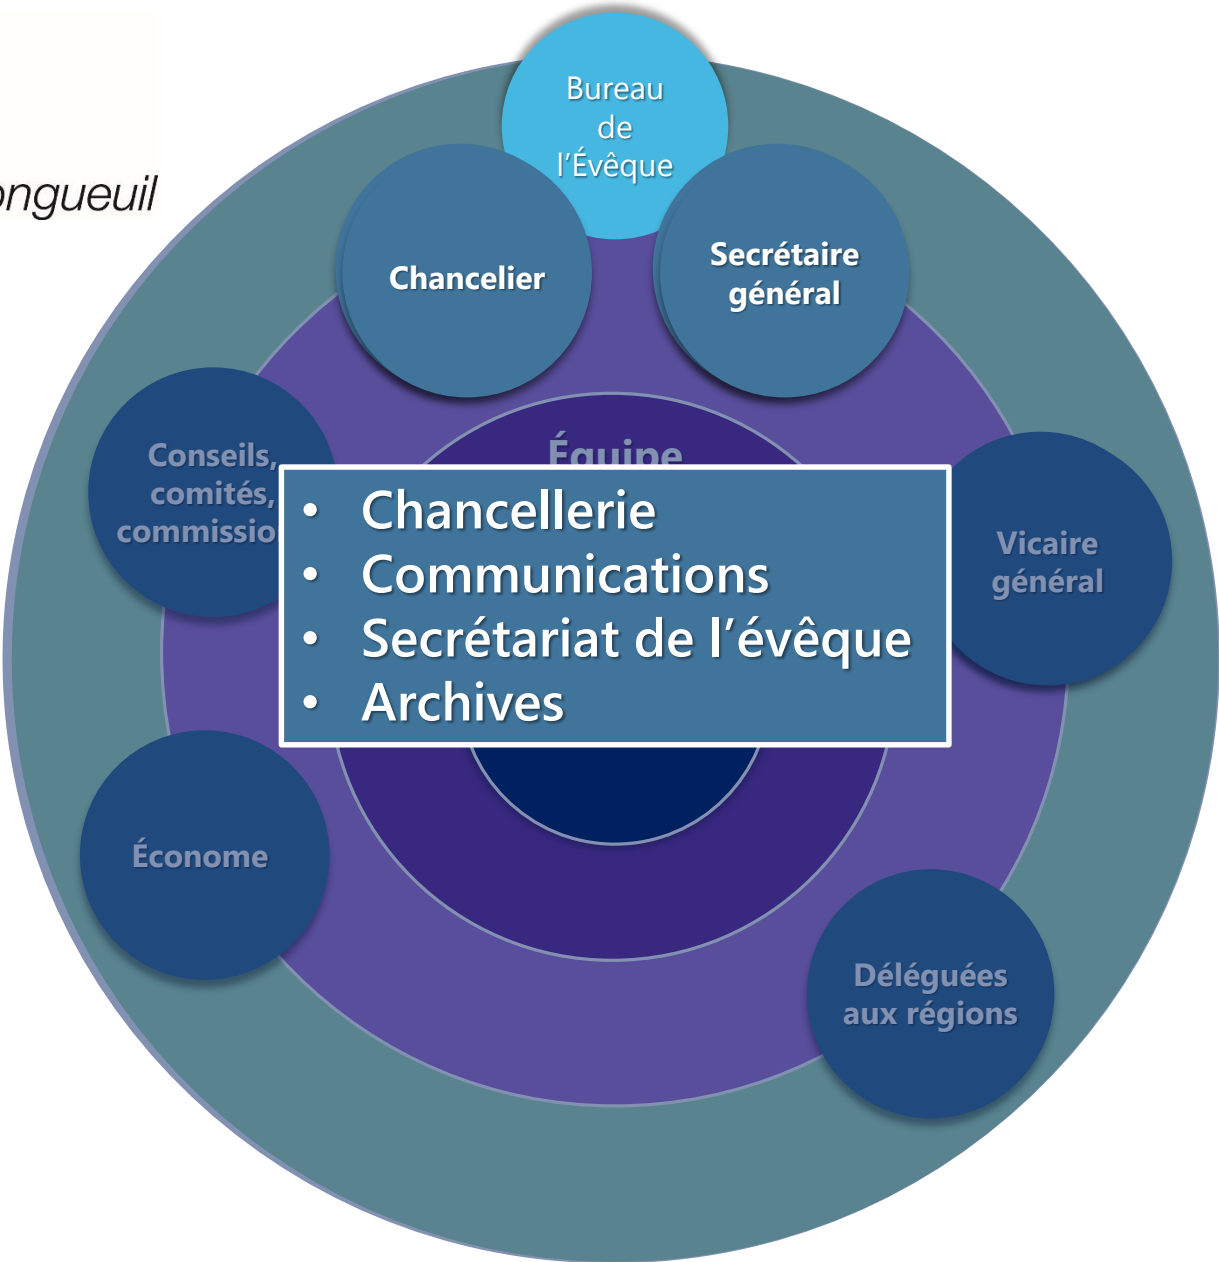 Bureau
de
l'Évêque
ongueuil
Chancelier
Secrétaire
général
Conseils,
comités,
Équipe
• Chancellerie
• Communications
• Secrétariat de l'évêque
• Archives
Vicaire
général
Économe
Déléguées
aux régions